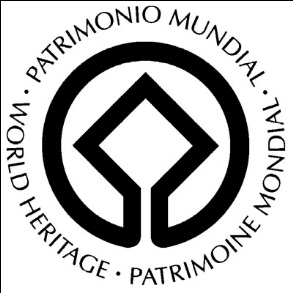 · PATRIMONIO MUNDIAL ·
WORLD HERITAGE ·
PATRIMOINE MONDIAL